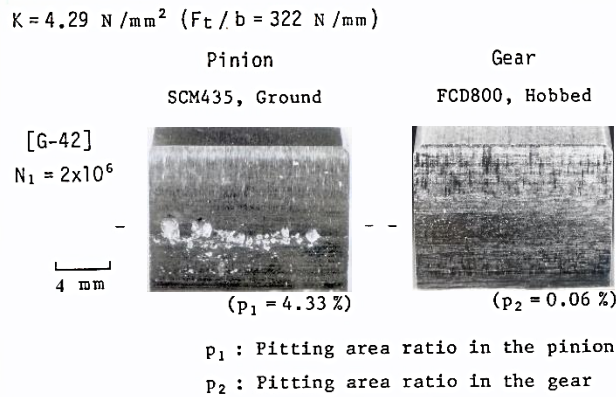 K = 4.29 N/mm² (Ft/b = 322 N/mm)
Pinion Gear
SCM435, Ground FCD800, Hobbed
[G-42]
N₁ = 2x10⁶
4 mm
(p₁ = 4.33 %) (p₂ = 0.06 %)
p₁ : Pitting area ratio in the pinion
p₂ : Pitting area ratio in the gear